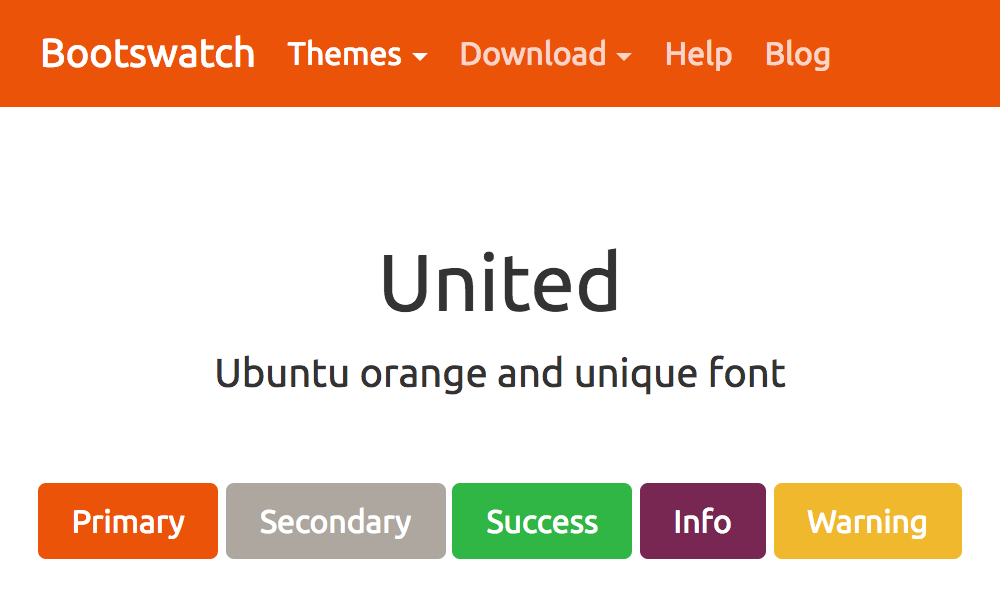 Bootswatch Themes Download Help Blog
United
Ubuntu orange and unique font
Primary Secondary Success Info Warning